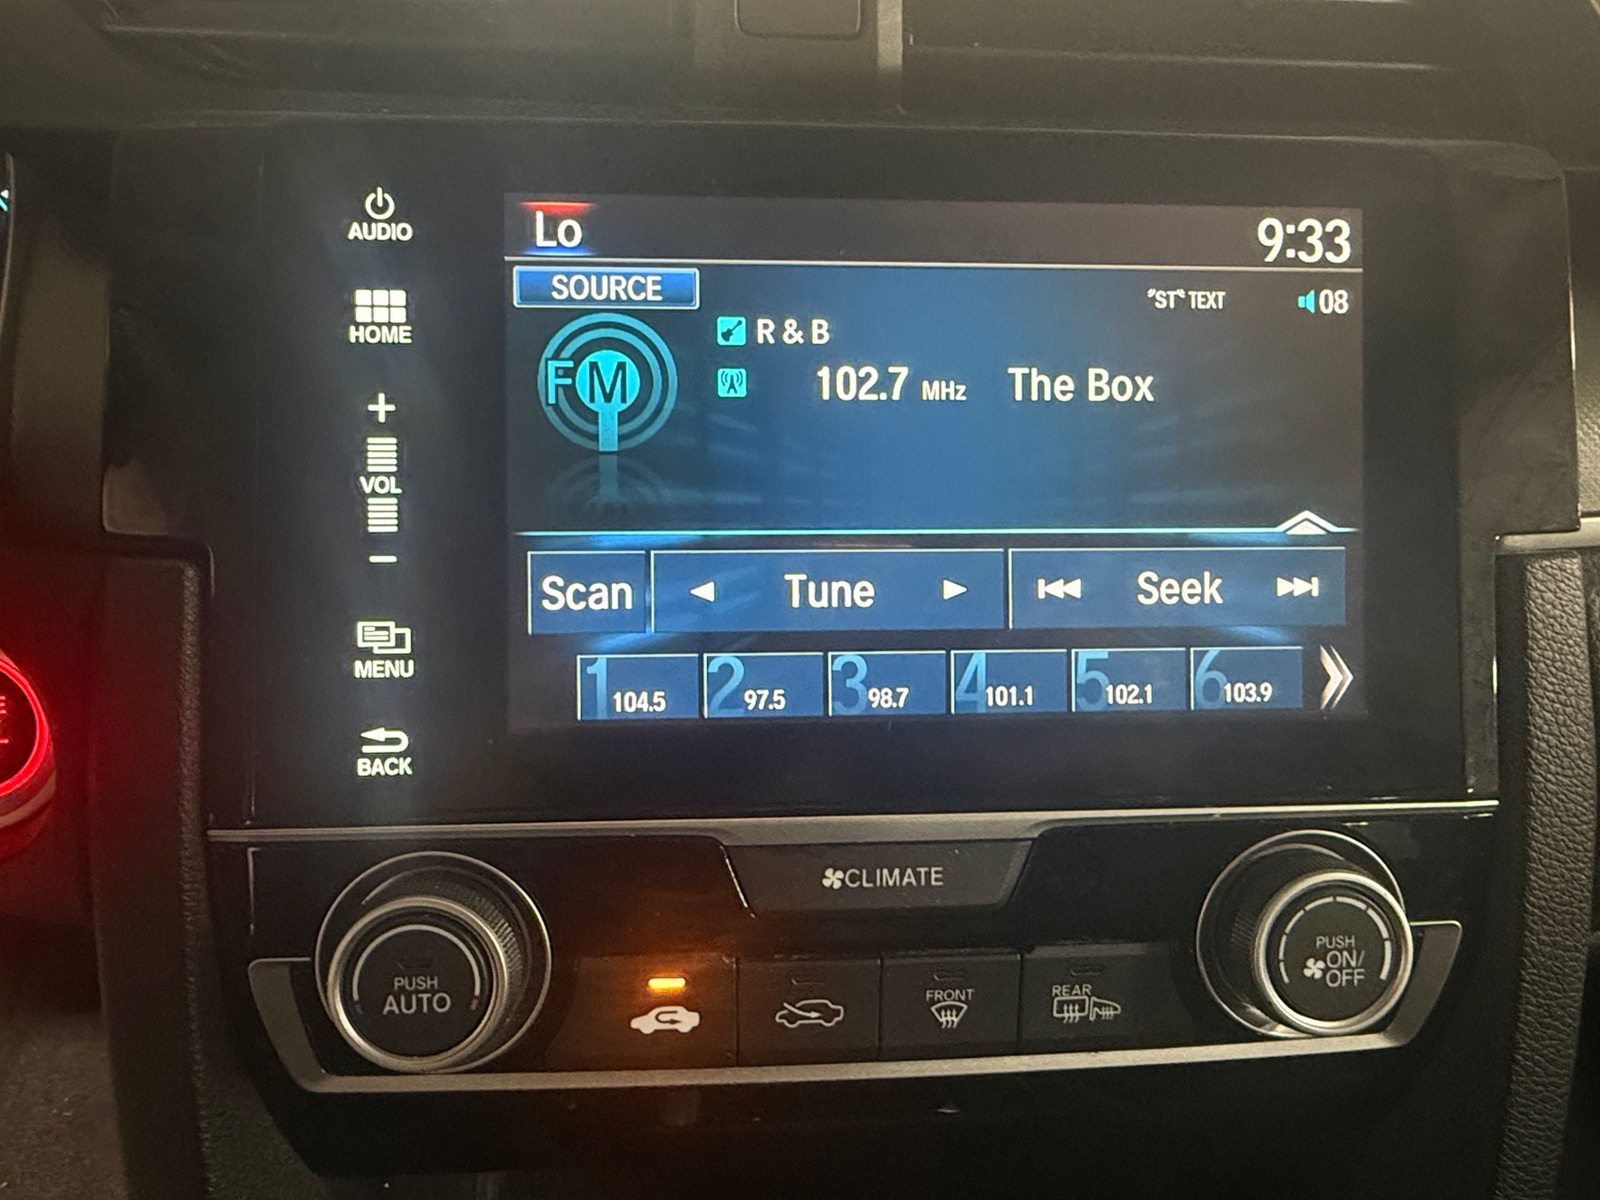 AUDIO
HOME
+
VOL
−
MENU
BACK
Lo
9:33
SOURCE
"ST" TEXT
08
FM
R & B
102.7 MHz The Box
Scan
Tune
Seek
1 104.5
2 97.5
3 98.7
4 101.1
5 102.1
6 103.9
CLIMATE
PUSH
AUTO
FRONT
REAR
PUSH
ON/
OFF